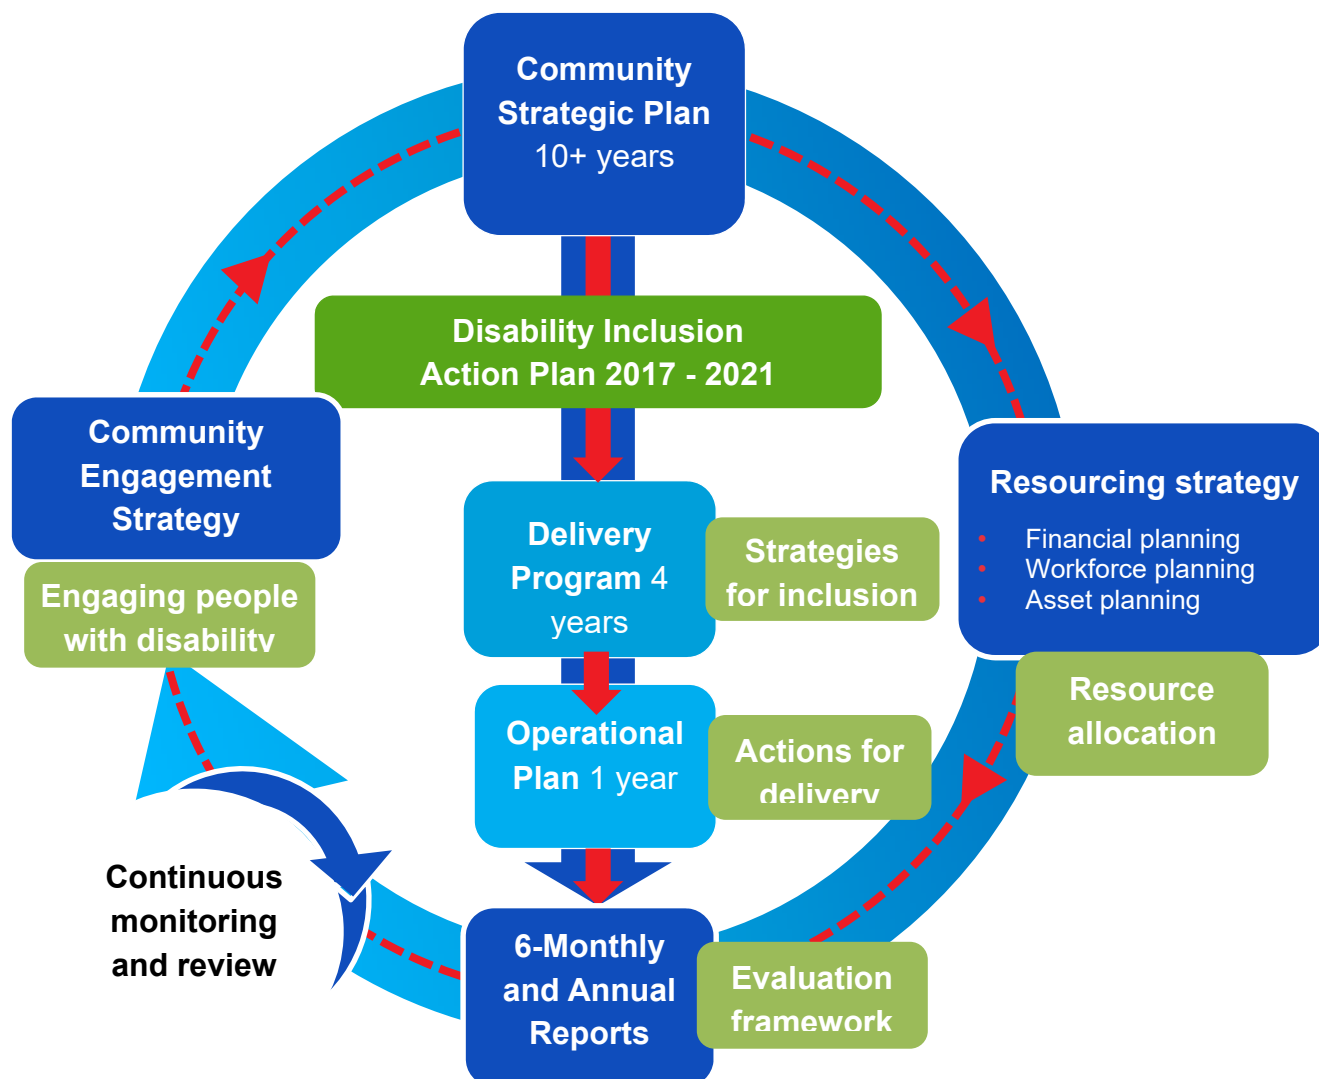 Community
Strategic Plan
10+ years
Disability Inclusion
Action Plan 2017 - 2021
Community
Engagement
Strategy
Engaging people
with disability
Resourcing strategy
• Financial planning
• Workforce planning
• Asset planning
Resource
allocation
Delivery
Program 4
years
Strategies
for inclusion
Operational
Plan 1 year
Actions for
delivery
Continuous
monitoring
and review
6-Monthly
and Annual
Reports
Evaluation
framework